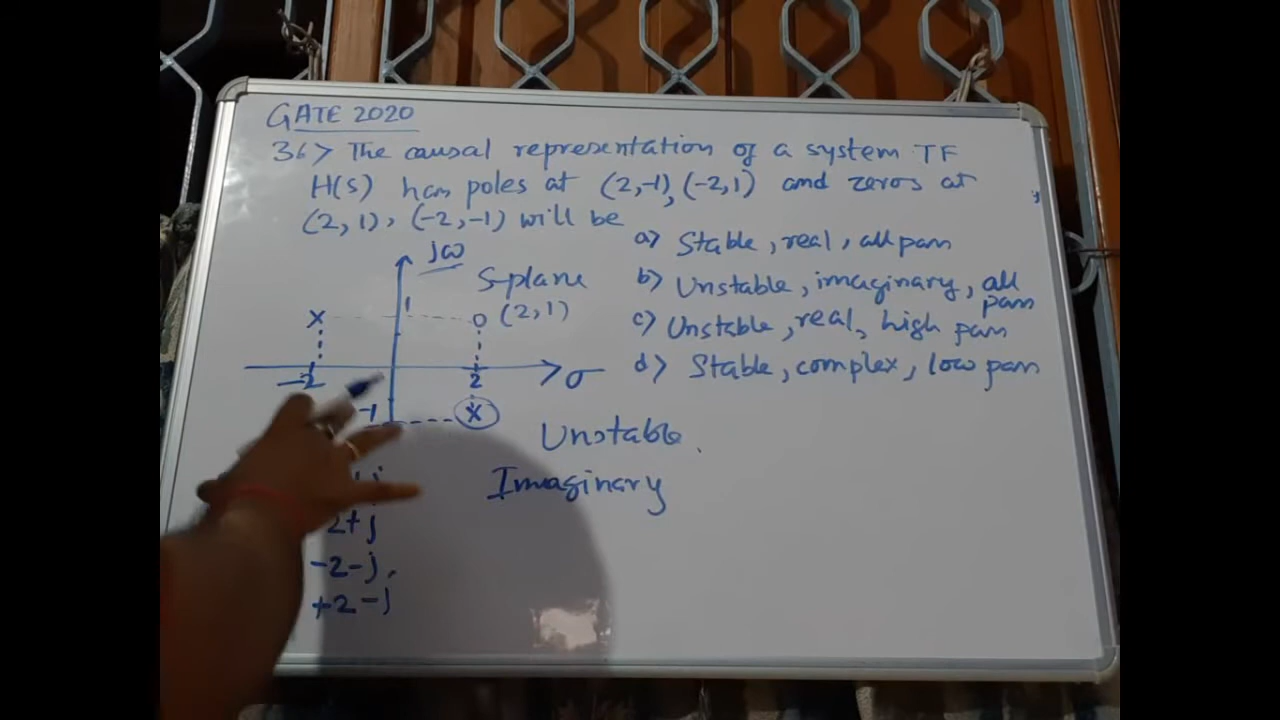 GATE 2020
36> The causal representation of a system TF
H(s) has poles at (2,-1), (-2,1) and zeros at
(2,1), (-2,-1) will be
a> Stable, real, all pass
b> Unstable, imaginary, all
pass
c> Unstable, real, high pass
d> Stable, complex, low pass
jω
S-plane
1
X
O (2,1)
-2
2
σ
-1
X
Unstable.
Imaginary
2+j
-2-j,
+2-j